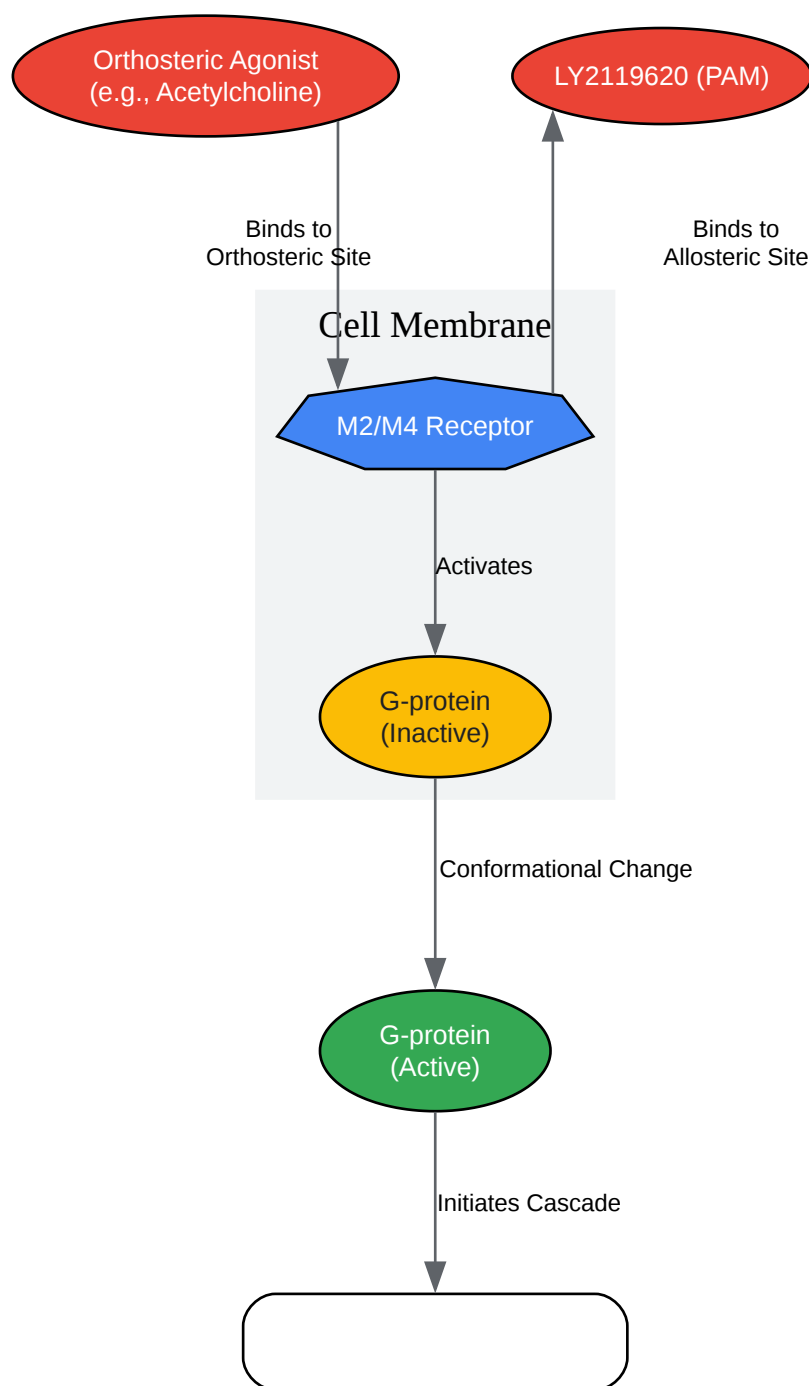 Orthosteric Agonist
(e.g., Acetylcholine)
LY2119620 (PAM)
Binds to
Orthosteric Site
Binds to
Allosteric Site
Cell Membrane
M2/M4 Receptor
Activates
G-protein
(Inactive)
Conformational Change
G-protein
(Active)
Initiates Cascade